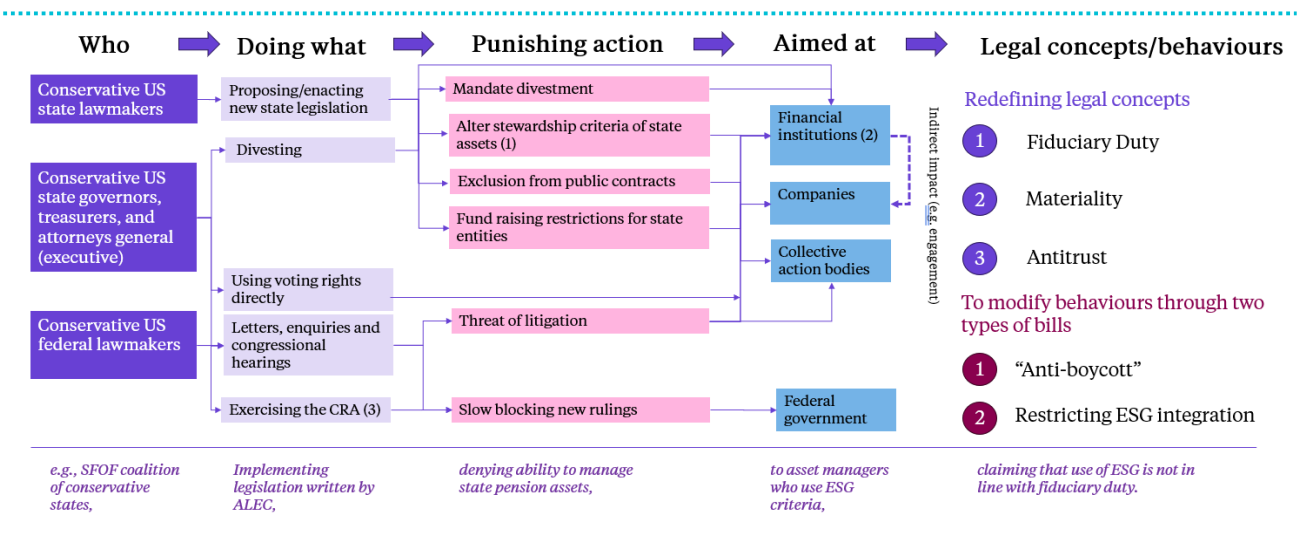 Who
Doing what
Punishing action
Aimed at
Legal concepts/behaviours
Conservative US
state lawmakers
Conservative US
state governors,
treasurers, and
attorneys general
(executive)
Conservative US
federal lawmakers
Proposing/enacting
new state legislation
Divesting
Using voting rights
directly
Letters, enquiries and
congressional
hearings
Exercising the CRA (3)
Mandate divestment
Alter stewardship criteria of state
assets (1)
Exclusion from public contracts
Fund raising restrictions for state
entities
Threat of litigation
Slow blocking new rulings
Financial
institutions (2)
Companies
Collective
action bodies
Federal
government
Indirect impact (e.g. engagement)
Redefining legal concepts
1 Fiduciary Duty
2 Materiality
3 Antitrust
To modify behaviours through two
types of bills
1 “Anti-boycott”
2 Restricting ESG integration
e.g., SFOF coalition
of conservative
states,
Implementing
legislation written by
ALEC,
denying ability to manage
state pension assets,
to asset managers
who use ESG
criteria,
claiming that use of ESG is not in
line with fiduciary duty.